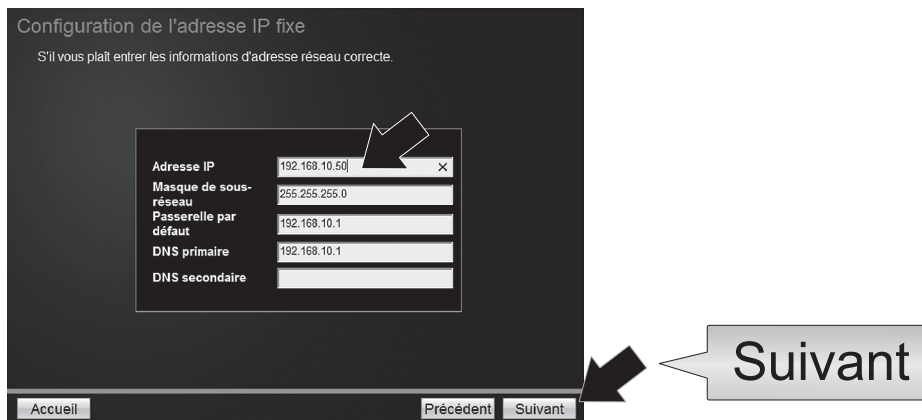 Configuration de l'adresse IP fixe
S'il vous plaît entrer les informations d'adresse réseau correcte.
Adresse IP 192.168.10.50
Masque de sous-
réseau 255.255.255.0
Passerelle par
défaut 192.168.10.1
DNS primaire 192.168.10.1
DNS secondaire
Accueil Précédent Suivant
Suivant